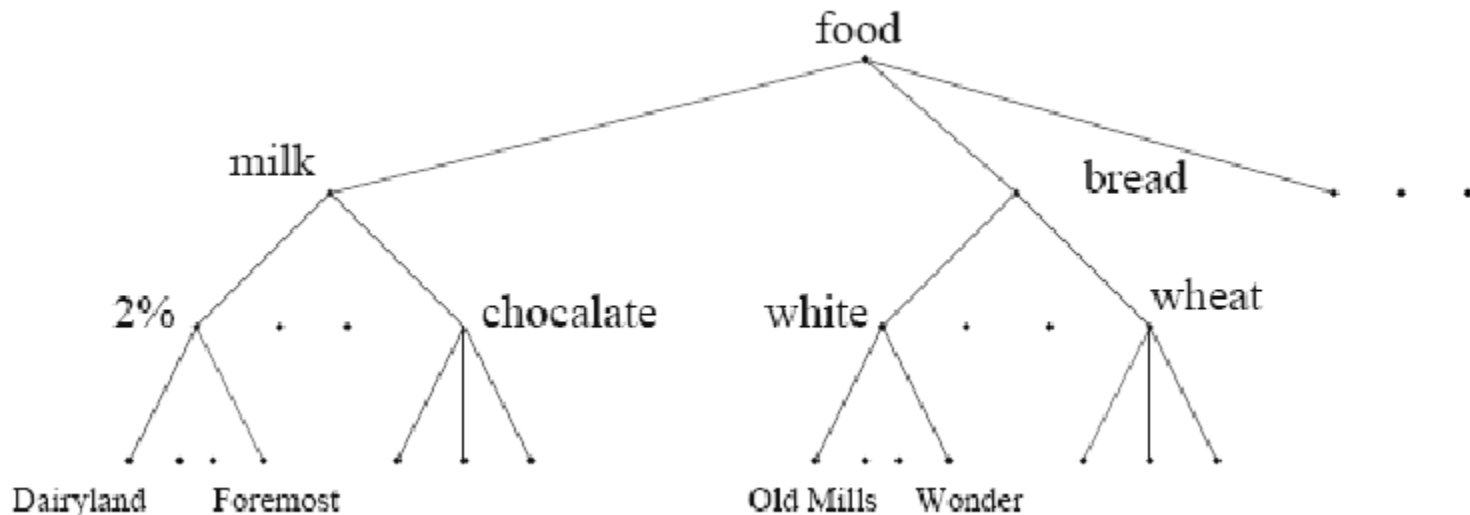 food
milk
bread
2%
chocalate
white
wheat
Dairyland
Foremost
Old Mills
Wonder